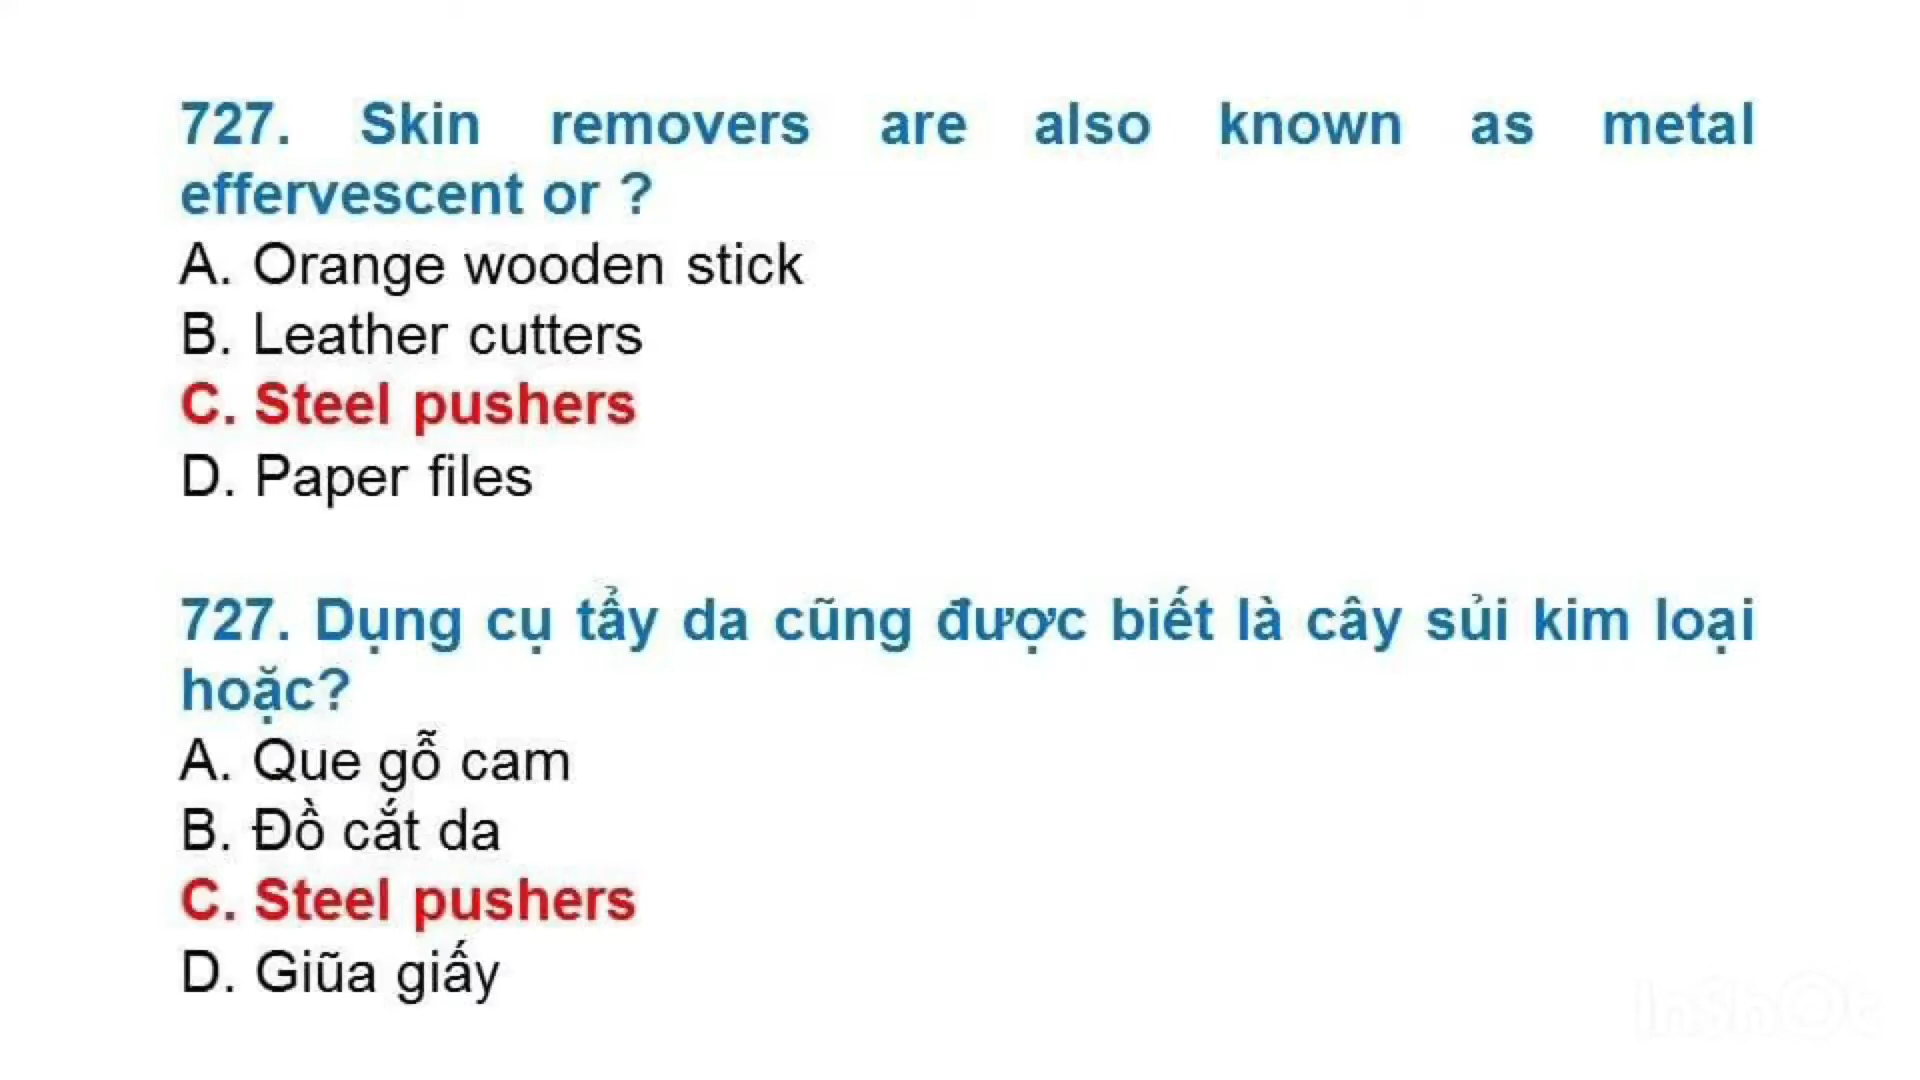 727. Skin removers are also known as metal
effervescent or ?
A. Orange wooden stick
B. Leather cutters
C. Steel pushers
D. Paper files
727. Dụng cụ tẩy da cũng được biết là cây sủi kim loại
hoặc?
A. Que gỗ cam
B. Đồ cắt da
C. Steel pushers
D. Giũa giấy
InShOt